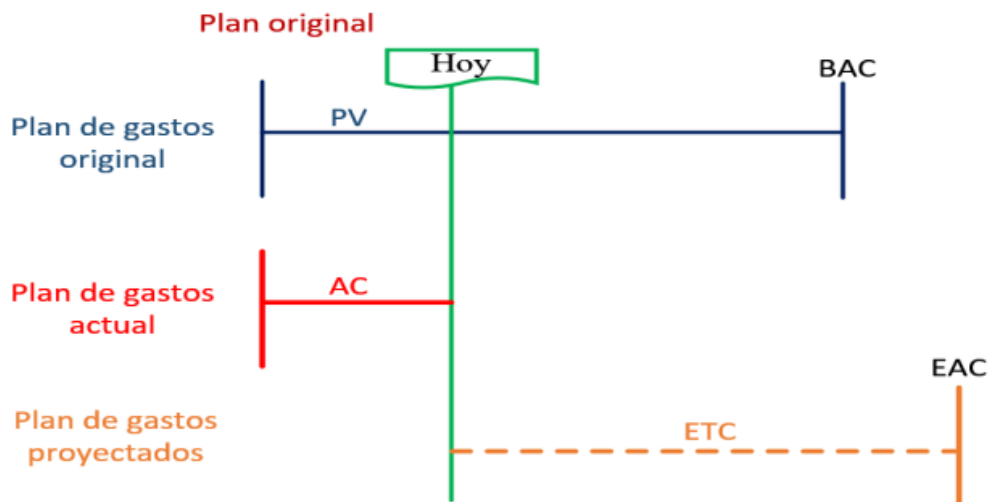 Plan original
Hoy
BAC
PV
Plan de gastos
original
AC
Plan de gastos
actual
EAC
Plan de gastos
proyectados
ETC